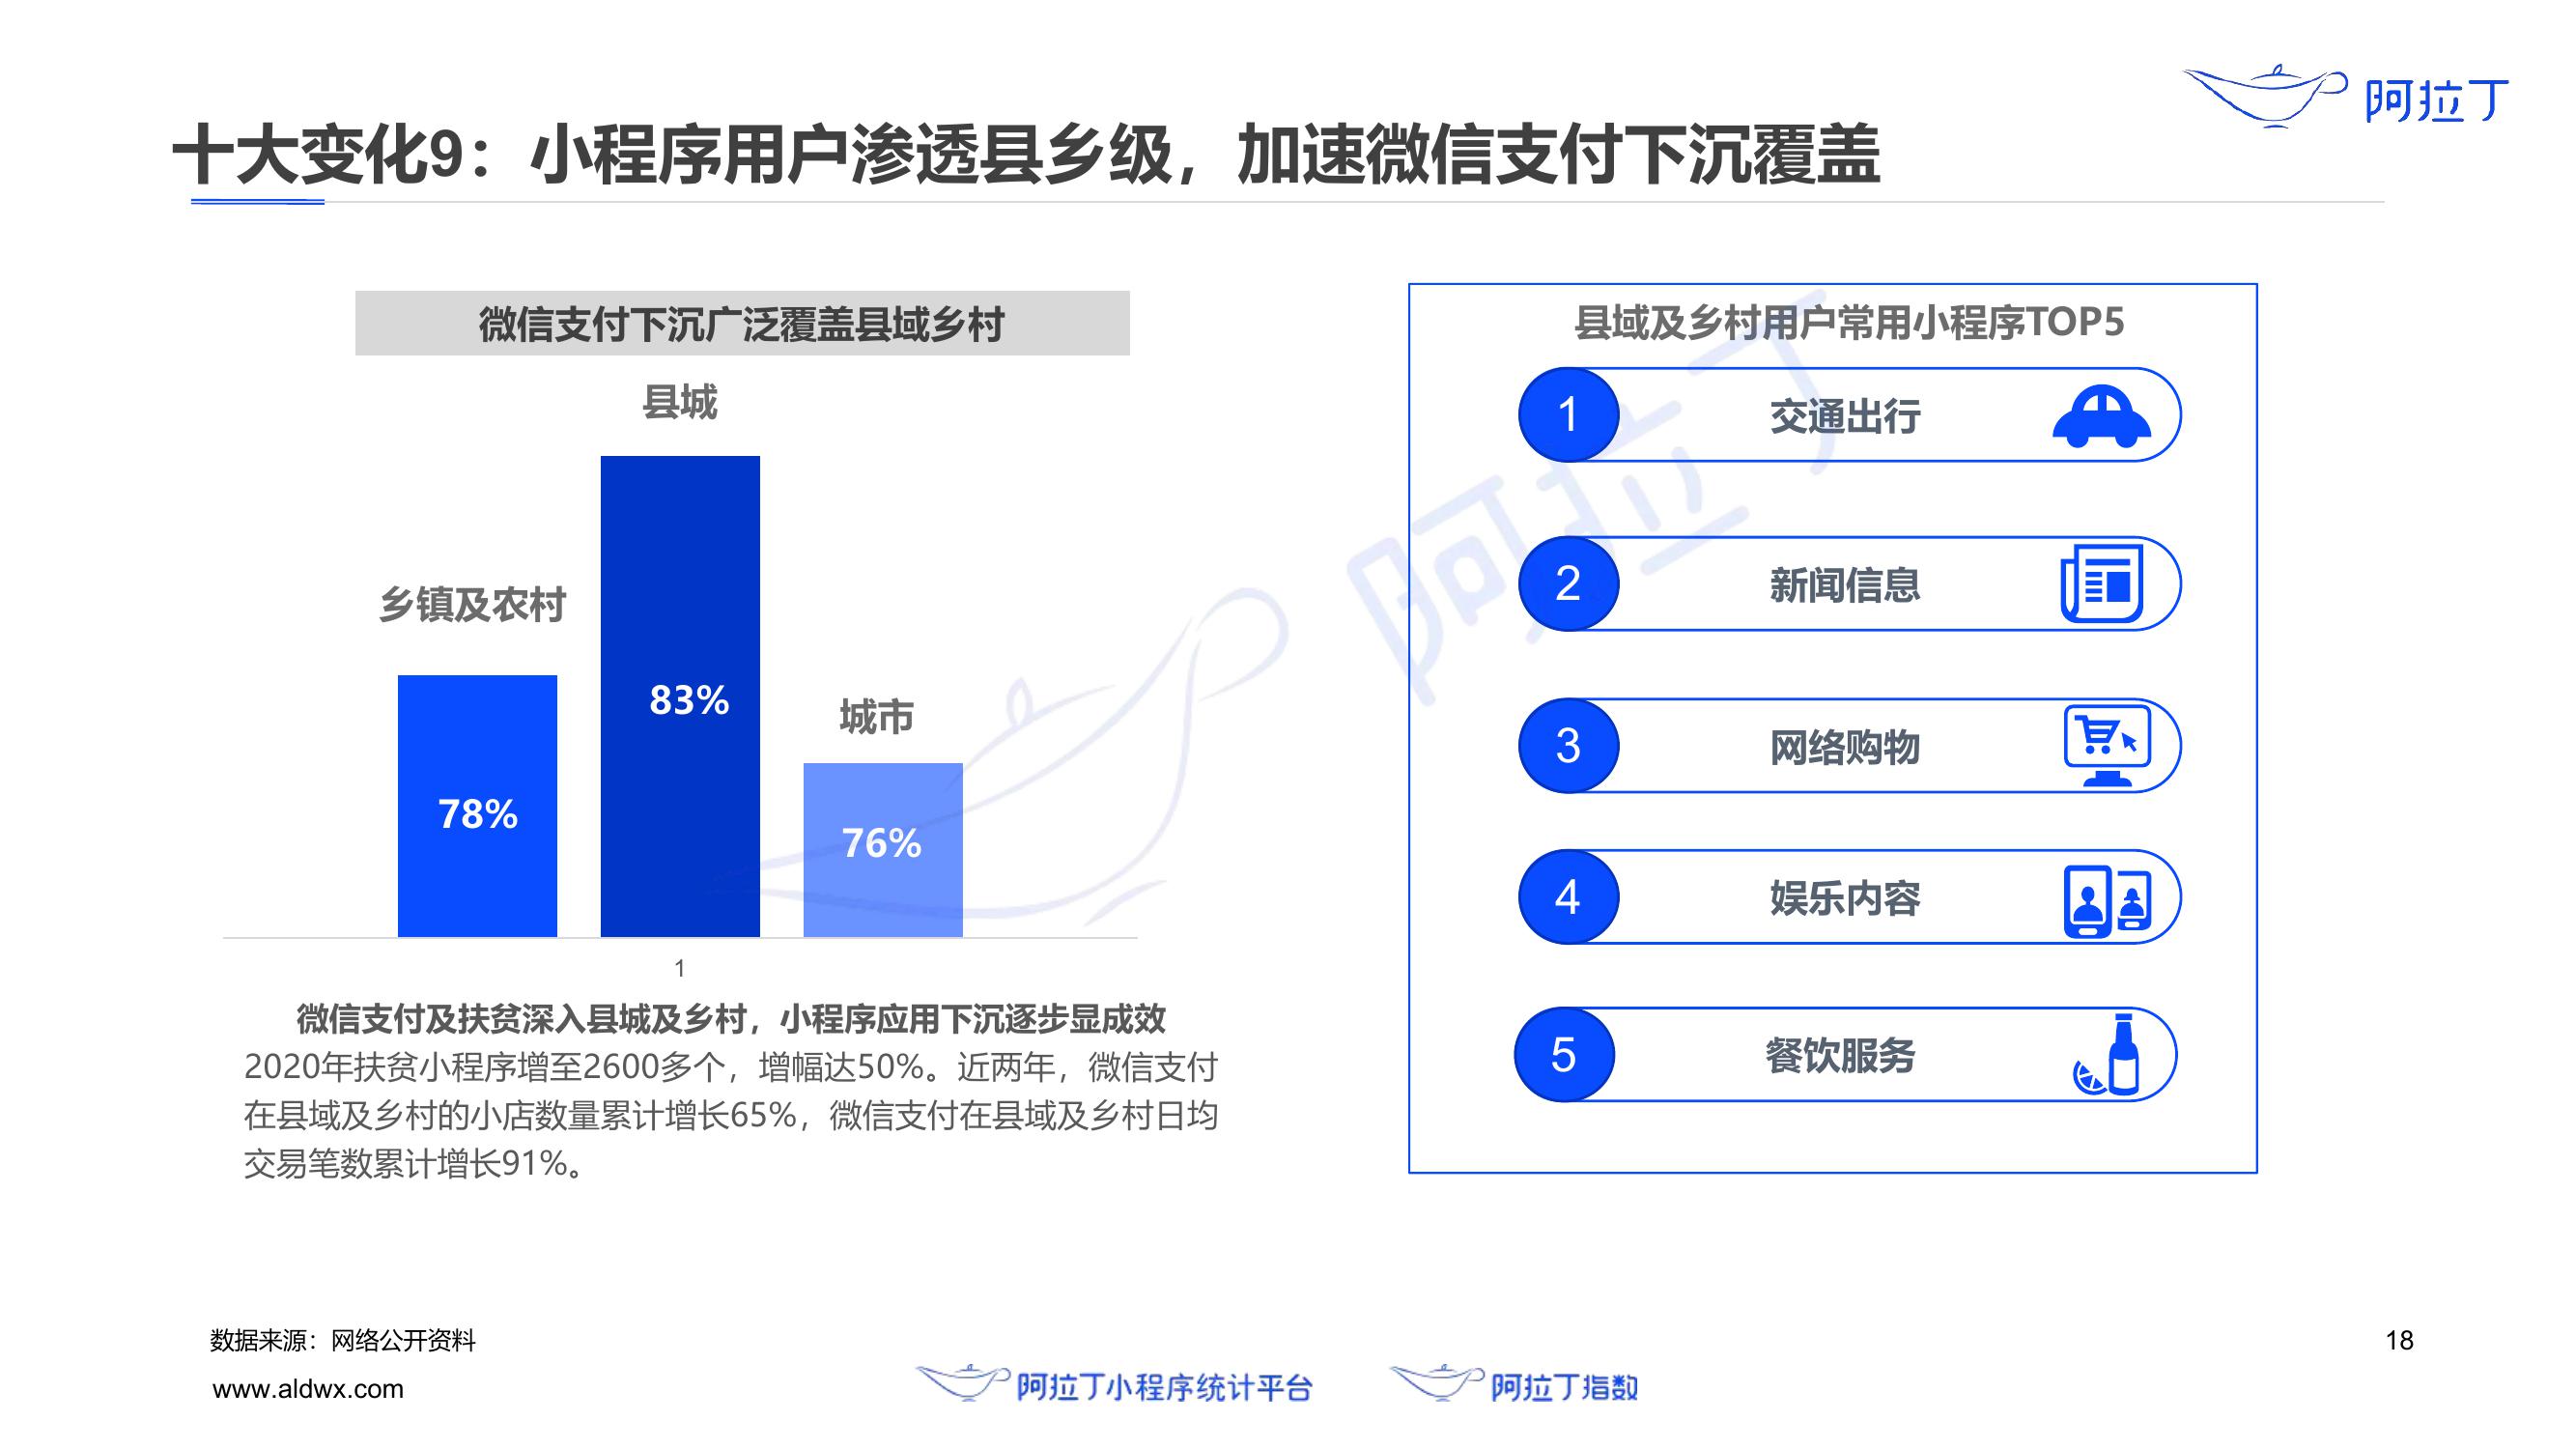 阿拉丁
十大变化9：小程序用户渗透县乡级，加速微信支付下沉覆盖
微信支付下沉广泛覆盖县域乡村
县城
乡镇及农村
城市
83%
78%
76%
1
微信支付及扶贫深入县城及乡村，小程序应用下沉逐步显成效
2020年扶贫小程序增至2600多个，增幅达50%。近两年，微信支付
在县域及乡村的小店数量累计增长65%，微信支付在县域及乡村日均
交易笔数累计增长91%。
县域及乡村用户常用小程序TOP5
1 交通出行
2 新闻信息
3 网络购物
4 娱乐内容
5 餐饮服务
阿拉丁
数据来源：网络公开资料
www.aldwx.com
阿拉丁小程序统计平台
阿拉丁指数
18